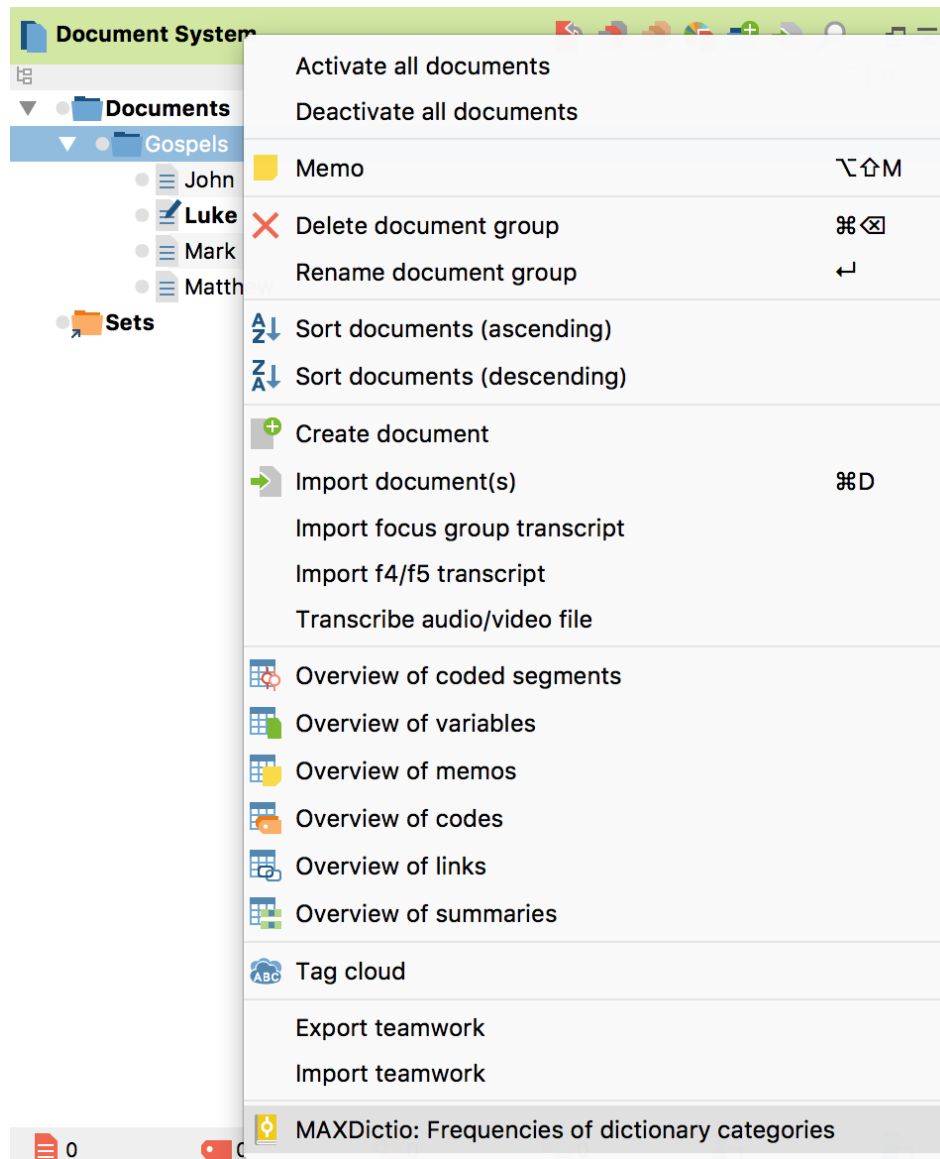 Document System
Activate all documents
Documents
Deactivate all documents
Gospels
John
Memo ⌥⇧M
Luke
Delete document group ⌘⌫
Mark
Rename document group ↵
Matthew
Sets
Sort documents (ascending)
Sort documents (descending)
Create document
Import document(s) ⌘D
Import focus group transcript
Import f4/f5 transcript
Transcribe audio/video file
Overview of coded segments
Overview of variables
Overview of memos
Overview of codes
Overview of links
Overview of summaries
ABC
Tag cloud
Export teamwork
Import teamwork
MAXDictio: Frequencies of dictionary categories
0 0